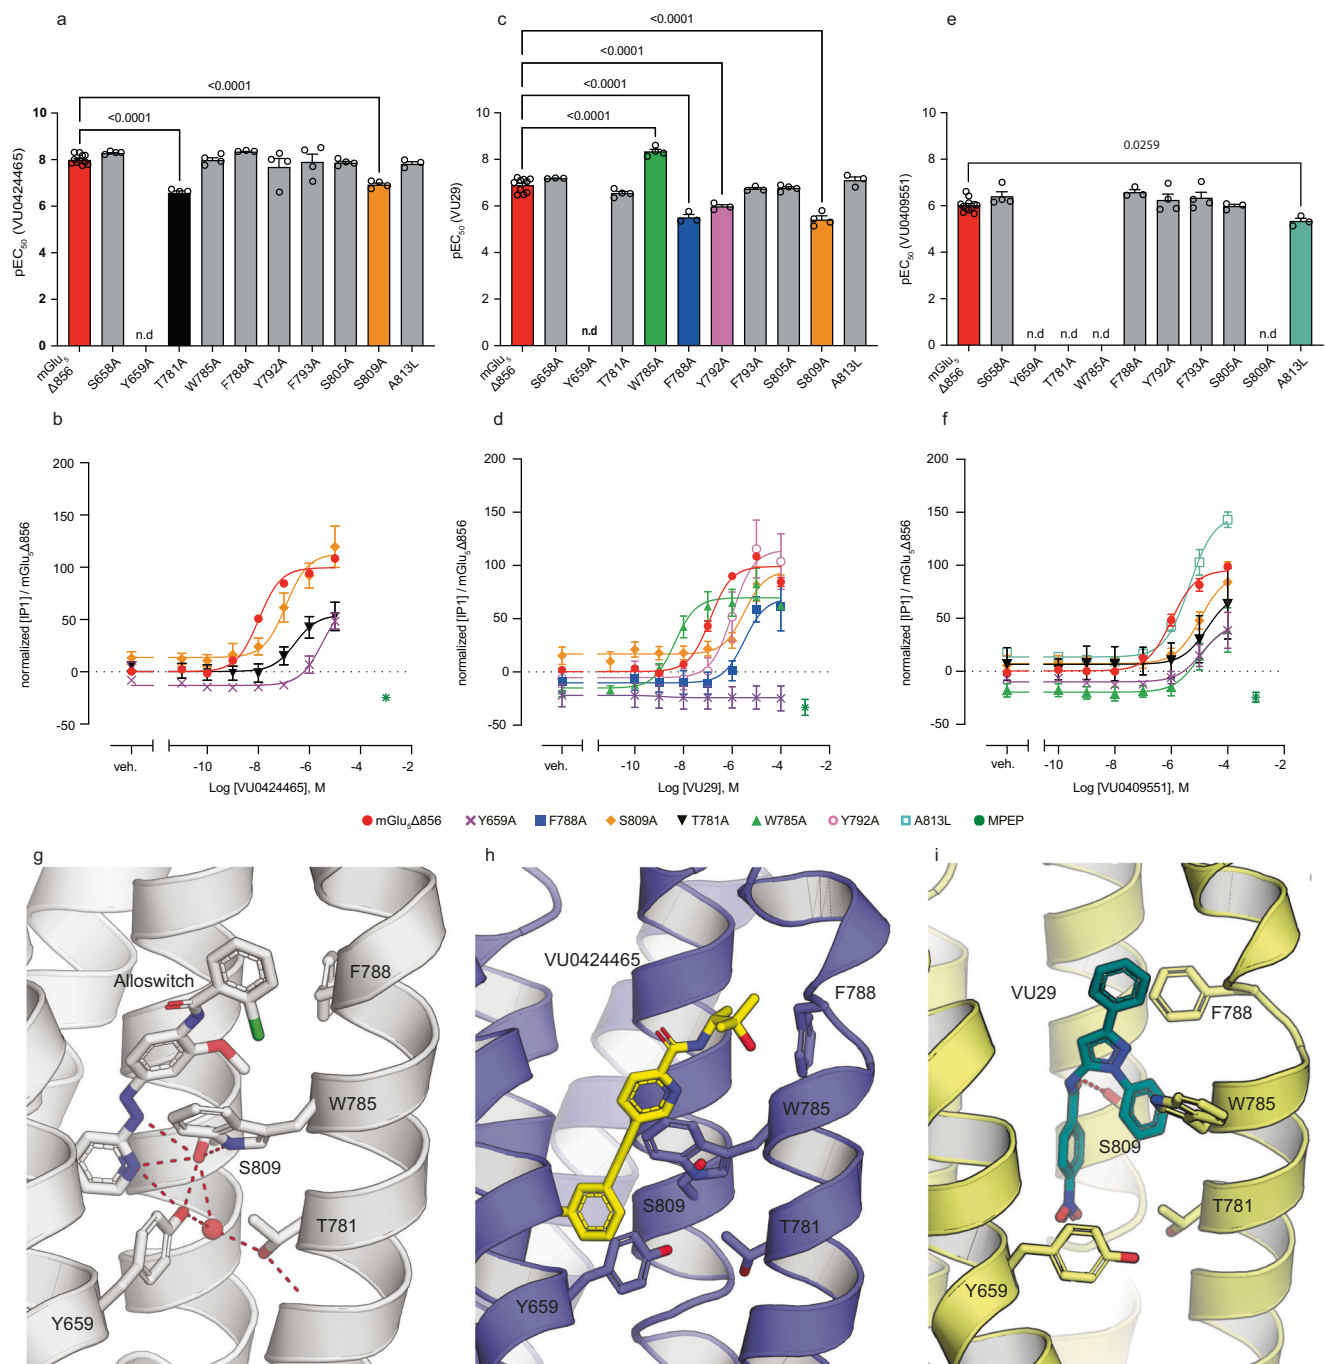 a
<0.0001
<0.0001
10
8
6
4
2
0
pEC50 (VU0424465)
n.d
mGlu5
Δ856
S658A
Y659A
T781A
W785A
F788A
Y792A
F793A
S805A
S809A
A813L
c
<0.0001
<0.0001
<0.0001
<0.0001
10
8
6
4
2
0
pEC50 (VU29)
n.d
mGlu5
Δ856
S658A
Y659A
T781A
W785A
F788A
Y792A
F793A
S805A
S809A
A813L
e
0.0259
10
8
6
4
2
0
pEC50 (VU0409551)
n.d
n.d
n.d
n.d
mGlu5
Δ856
S658A
Y659A
T781A
W785A
F788A
Y792A
F793A
S805A
S809A
A813L
b
200
150
100
50
0
-50
normalized [IP1] / mGlu5Δ856
veh.
-10
-8
-6
-4
-2
Log [VU0424465], M
d
200
150
100
50
0
-50
normalized [IP1] / mGlu5Δ856
veh.
-10
-8
-6
-4
-2
Log [VU29], M
f
200
150
100
50
0
-50
normalized [IP1] / mGlu5Δ856
veh.
-10
-8
-6
-4
-2
Log [VU0409551], M
mGlu5Δ856 Y659A F788A S809A T781A W785A Y792A A813L MPEP
g
Alloswitch
F788
W785
S809
T781
Y659
h
VU0424465
F788
W785
S809
T781
Y659
i
VU29
F788
W785
S809
T781
Y659